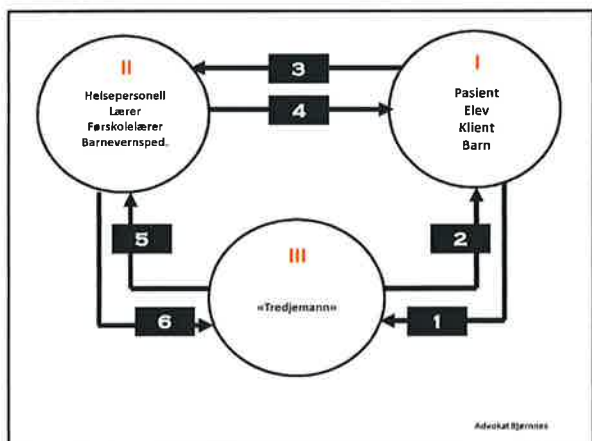 3
II
Helsepersonell
Lærer
Førskolelærer
Barnevernsped.
I
Pasient
Elev
Klient
Barn
4
5
2
III
«Tredjemann»
6
1
Advokat Bjørnnes